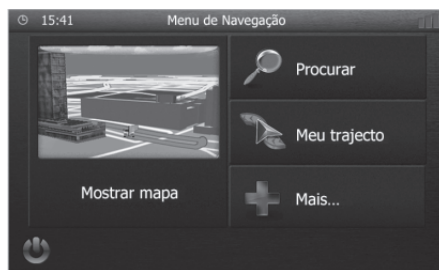 15:41
Menu de Navegação
Procurar
Meu trajecto
Mostrar mapa
Mais...